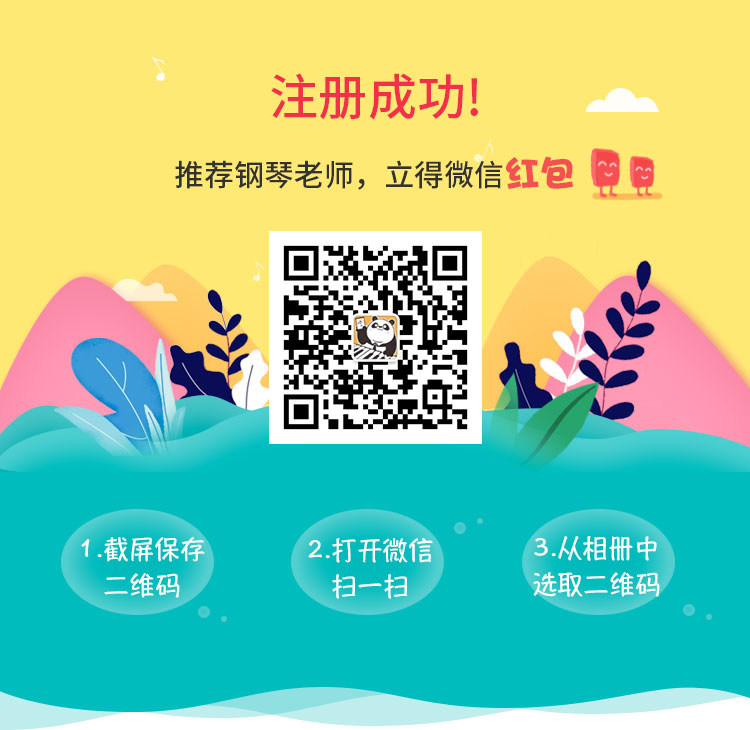 注册成功!
推荐钢琴老师，立得微信红包
1.截屏保存
二维码
2.打开微信
扫一扫
3.从相册中
选取二维码